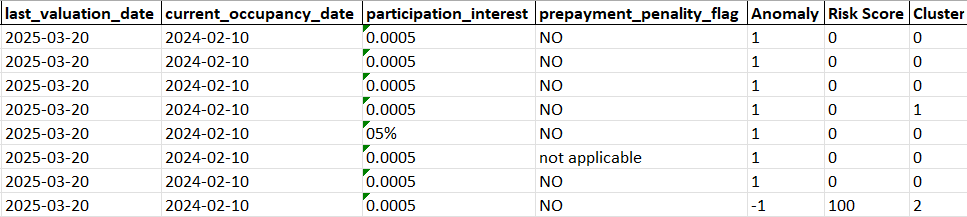 last_valuation_date current_occupancy_date participation_interest prepayment_penality_flag Anomaly Risk Score Cluster
2025-03-20 2024-02-10 0.0005 NO 1 0 0
2025-03-20 2024-02-10 0.0005 NO 1 0 0
2025-03-20 2024-02-10 0.0005 NO 1 0 0
2025-03-20 2024-02-10 0.0005 NO 1 0 1
2025-03-20 2024-02-10 05% NO 1 0 0
2025-03-20 2024-02-10 0.0005 not applicable 1 0 0
2025-03-20 2024-02-10 0.0005 NO 1 0 0
2025-03-20 2024-02-10 0.0005 NO -1 100 2